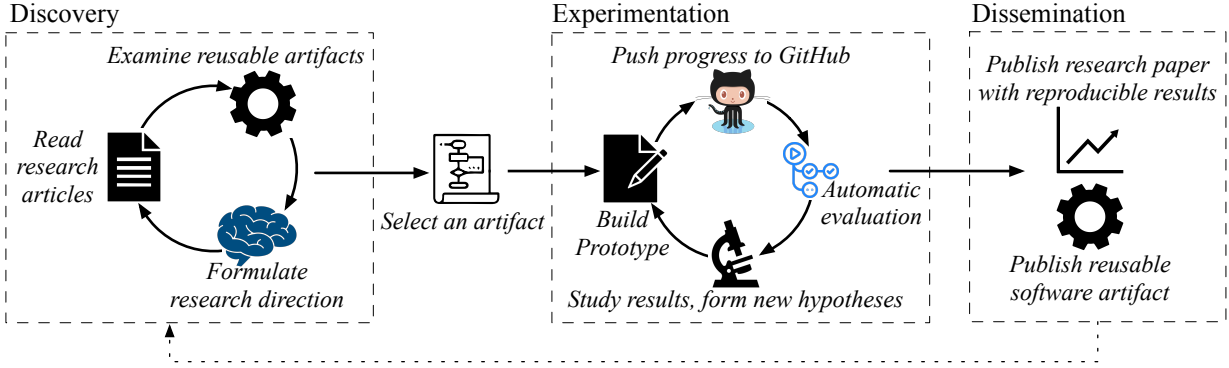 Discovery
Examine reusable artifacts
Read
research
articles
Formulate
research direction
Select an artifact
Experimentation
Push progress to GitHub
Automatic
evaluation
Build
Prototype
Study results, form new hypotheses
Dissemination
Publish research paper
with reproducible results
Publish reusable
software artifact